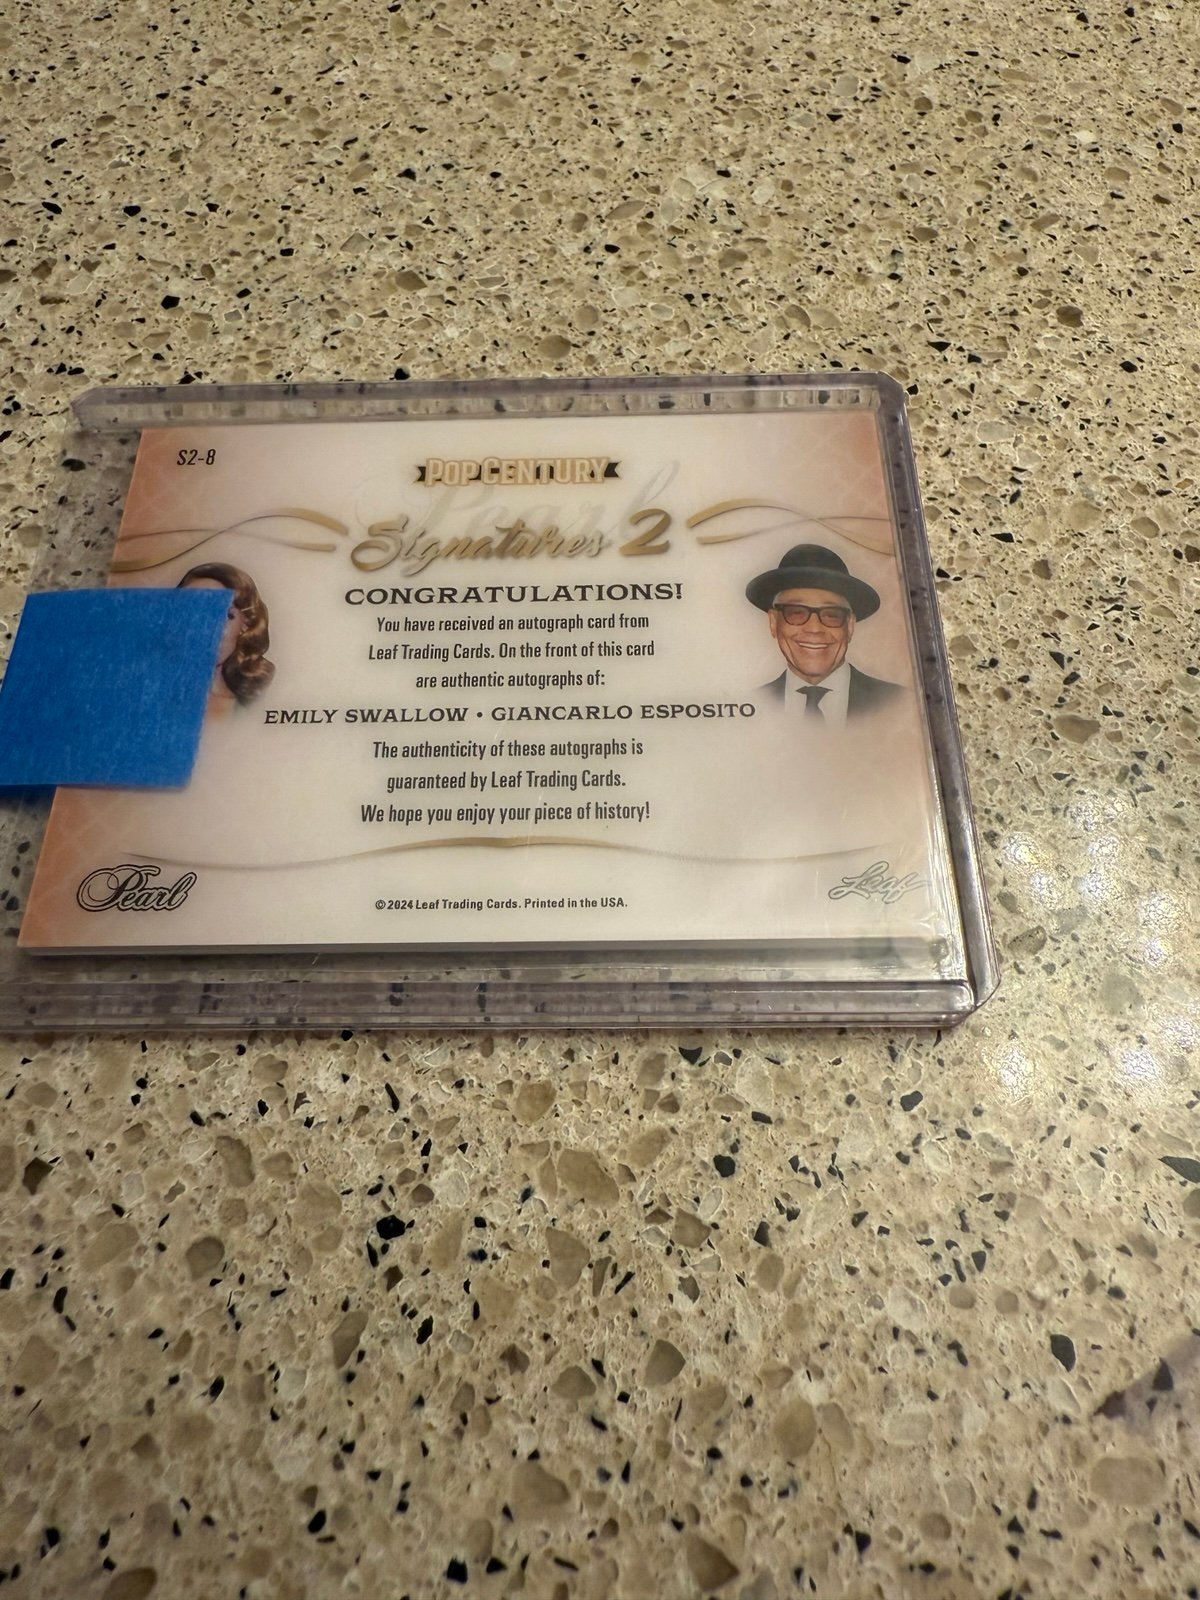 S2-8
POP CENTURY
Pearl
Signatures 2
CONGRATULATIONS!
You have received an autograph card from
Leaf Trading Cards. On the front of this card
are authentic autographs of:
EMILY SWALLOW • GIANCARLO ESPOSITO
The authenticity of these autographs is
guaranteed by Leaf Trading Cards.
We hope you enjoy your piece of history!
Pearl
© 2024 Leaf Trading Cards. Printed in the USA.
Leaf